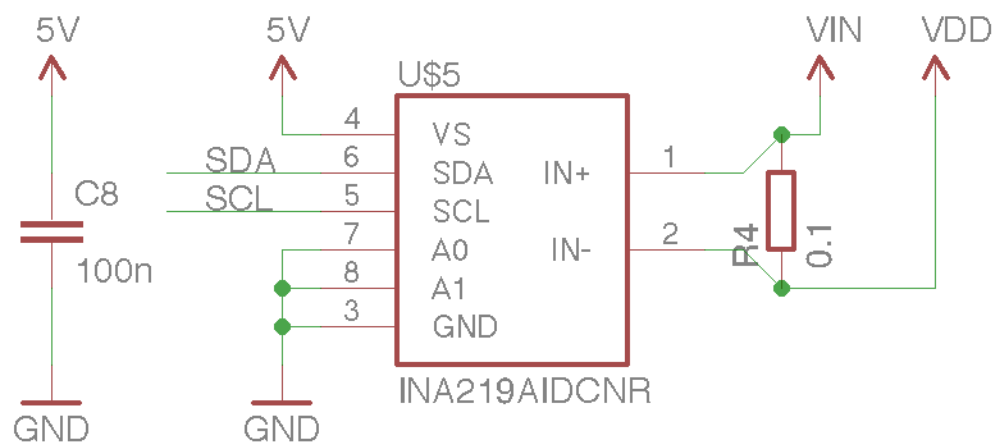 5V
5V
VIN
VDD
U$5
4
VS
6
SDA
SDA
5
SCL
SCL
7
A0
8
A1
3
GND
IN+
1
IN-
2
C8
100n
R4
0.1
INA219AIDCNR
GND
GND